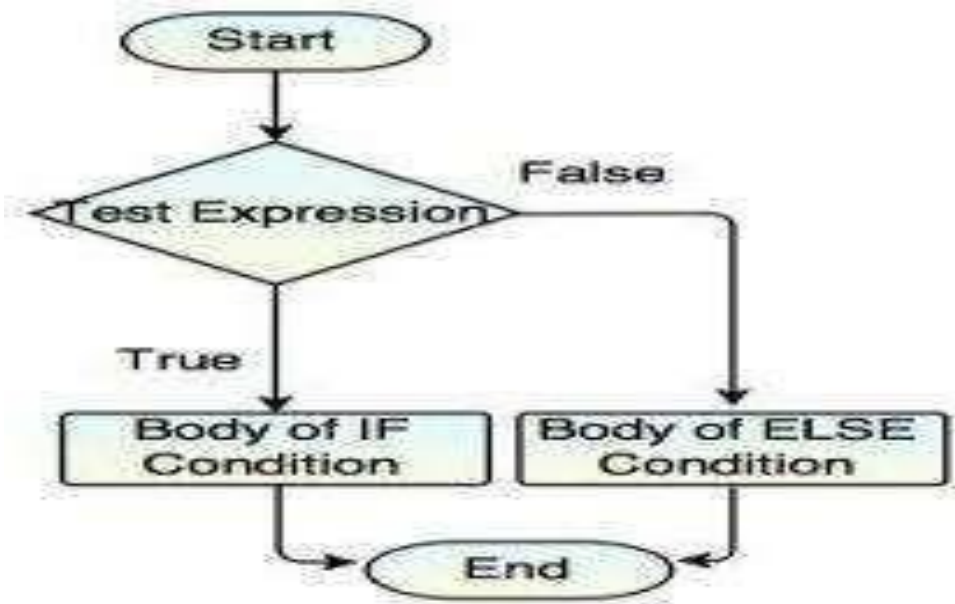 Start
False
Test Expression
True
Body of IF
Condition
Body of ELSE
Condition
End